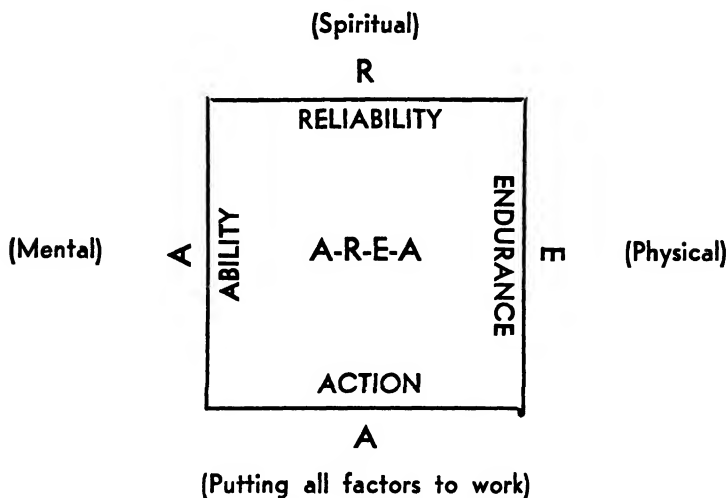 (Spiritual)
R
RELIABILITY
(Mental)
A
ABILITY
A-R-E-A
ENDURANCE
E
(Physical)
ACTION
A
(Putting all factors to work)